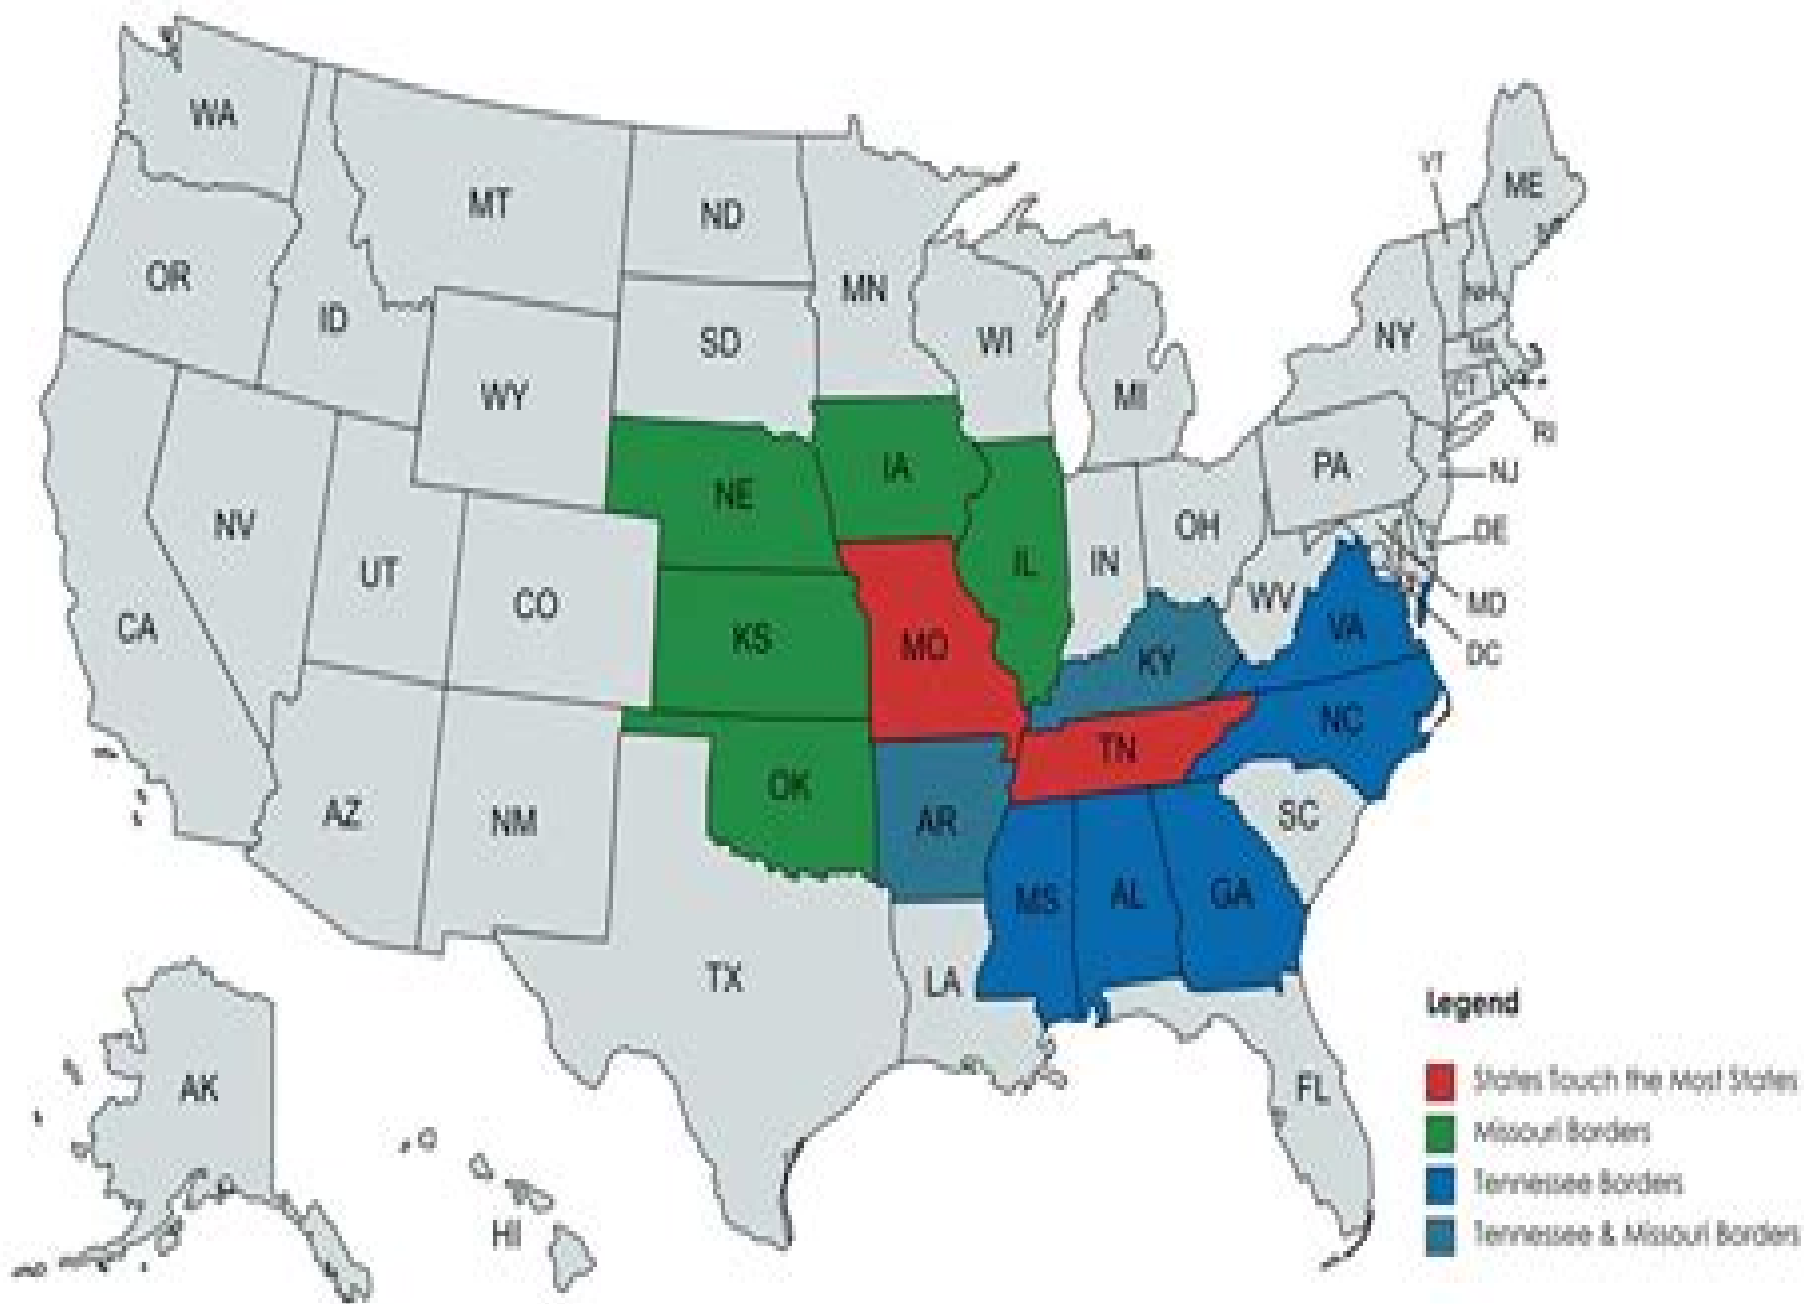 WA
MT
ND
MN
VT
ME
OR
ID
SD
WI
NY
NH
MA
WY
MI
CT
RI
IA
NE
PA
NJ
NV
OH
DE
UT
CO
IL
IN
WV
MD
CA
KS
MO
KY
VA
DC
NC
TN
AZ
NM
OK
AR
SC
MS
AL
GA
TX
LA
FL
AK
HI
Legend
States Touch the Most States
Missouri Borders
Tennessee Borders
Tennessee & Missouri Borders